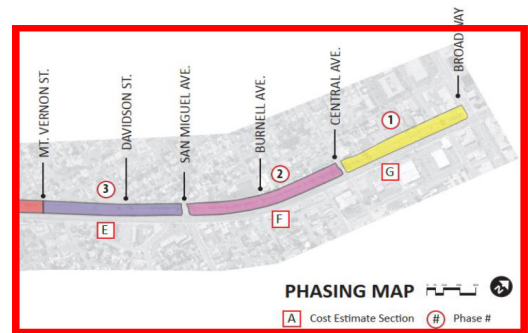 MT. VERNON ST.
DAVIDSON ST.
SAN MIGUEL AVE.
BURNELL AVE.
CENTRAL AVE.
BROADWAY
3
2
1
E
F
G
PHASING MAP
A Cost Estimate Section # Phase #